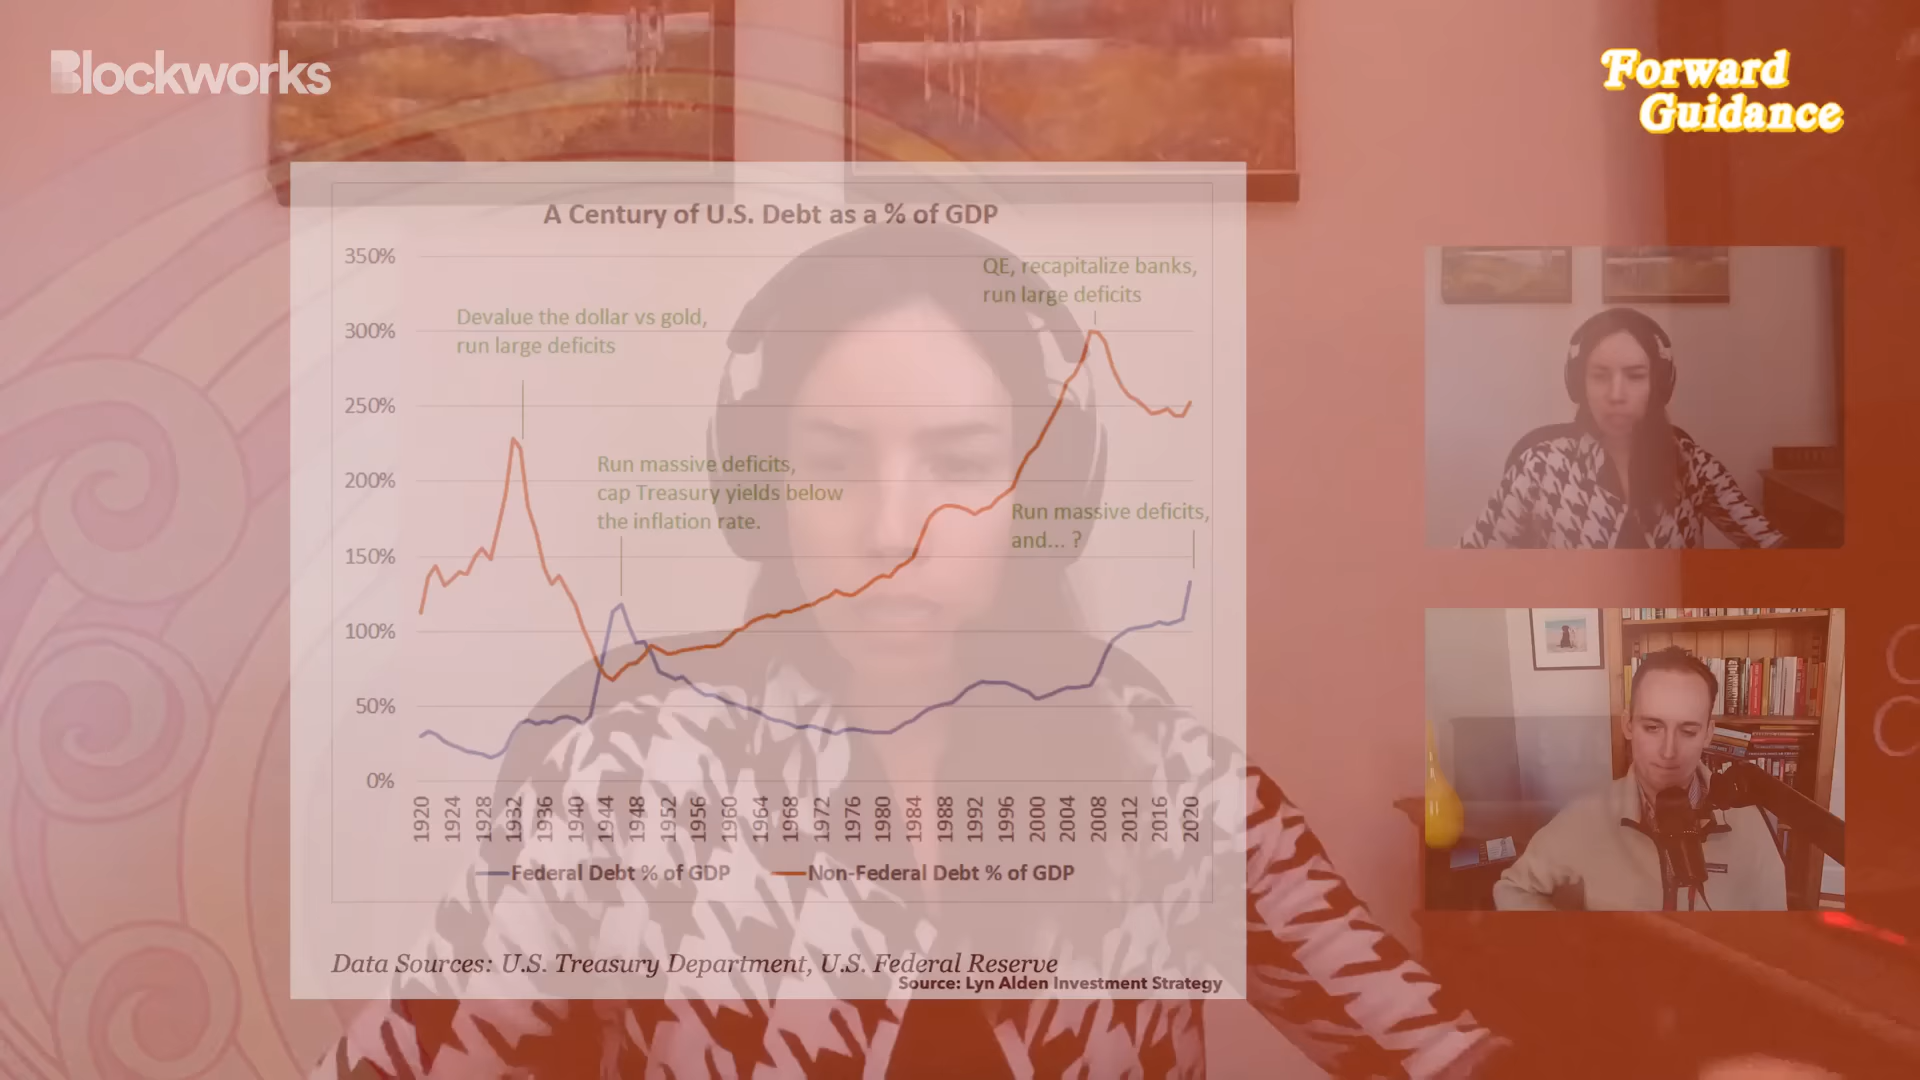 Blockworks
Forward
Guidance
A Century of U.S. Debt as a % of GDP
350%
300%
250%
200%
150%
100%
50%
0%
Devalue the dollar vs gold,
run large deficits
QE, recapitalize banks,
run large deficits
Run massive deficits,
cap Treasury yields below
the inflation rate.
Run massive deficits,
and... ?
1920 1924 1928 1932 1936 1940 1944 1948 1952 1956 1960 1964 1968 1972 1976 1980 1984 1988 1992 1996 2000 2004 2008 2012 2016 2020
Federal Debt % of GDP Non-Federal Debt % of GDP
Data Sources: U.S. Treasury Department, U.S. Federal Reserve
Source: Lyn Alden Investment Strategy